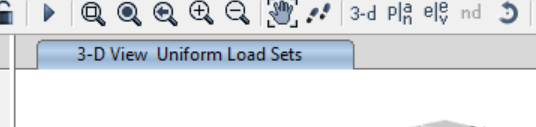 3-d Pl|a/n el|e/v nd
3-D View Uniform Load Sets